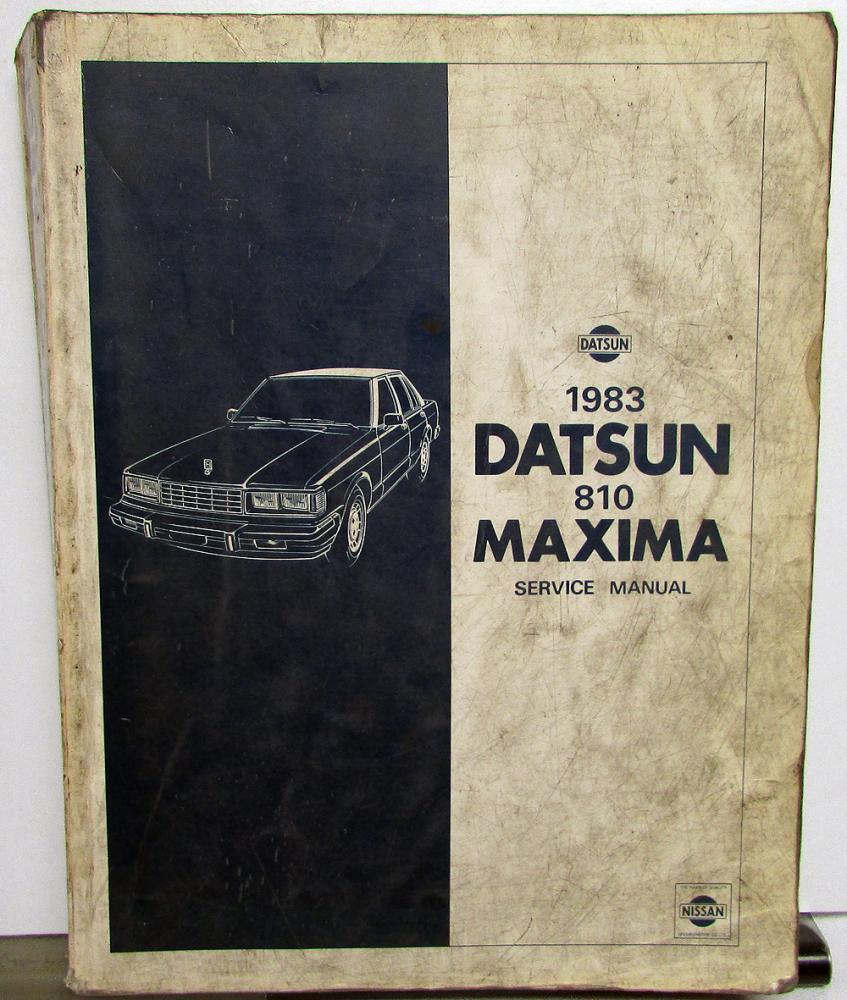 DATSUN
1983
DATSUN
810
MAXIMA
SERVICE MANUAL
NISSAN